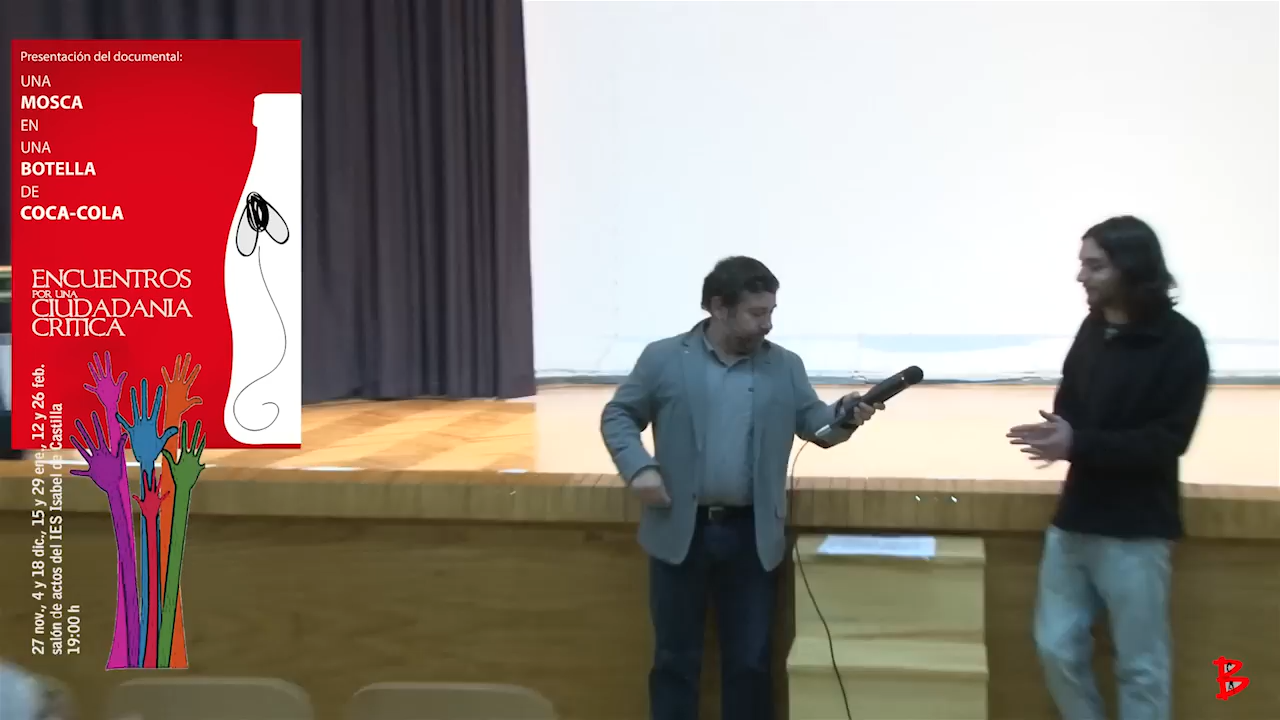 Presentación del documental:
UNA
MOSCA
EN
UNA
BOTELLA
DE
COCA-COLA
ENCUENTROS
POR UNA
CIUDADANIA
CRITICA
27 nov., 4 y 18 dic., 15 y 29 ene., 12 y 26 feb.
salón de actos del IES Isabel de Castilla
19:00 h
B